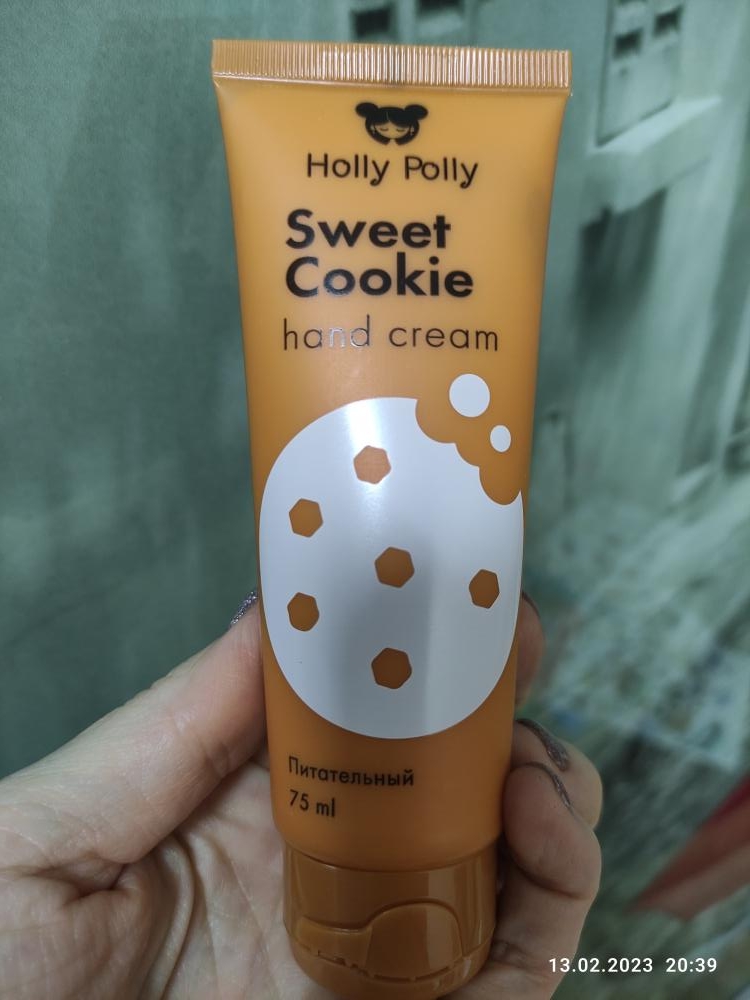 Holly Polly
Sweet
Cookie
hand cream
Питательный
75 ml
13.02.2023 20:39